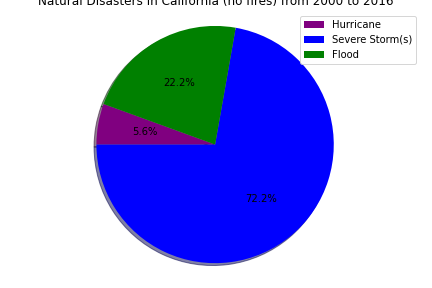 Natural Disasters in California (no fires) from 2000 to 2016
Hurricane
Severe Storm(s)
Flood
22.2%
5.6%
72.2%